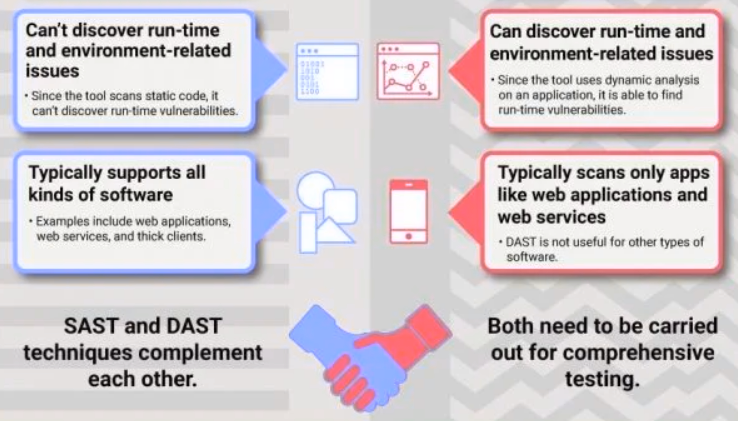 Can't discover run-time
and environment-related
issues
• Since the tool scans static code, it
can't discover run-time vulnerabilities.
Can discover run-time and
environment-related issues
• Since the tool uses dynamic analysis
on an application, it is able to find
run-time vulnerabilities.
01001
1010
001
0101
1100
Typically supports all
kinds of software
• Examples include web applications,
web services, and thick clients.
Typically scans only apps
like web applications and
web services
• DAST is not useful for other types of
software.
SAST and DAST
techniques complement
each other.
Both need to be carried
out for comprehensive
testing.